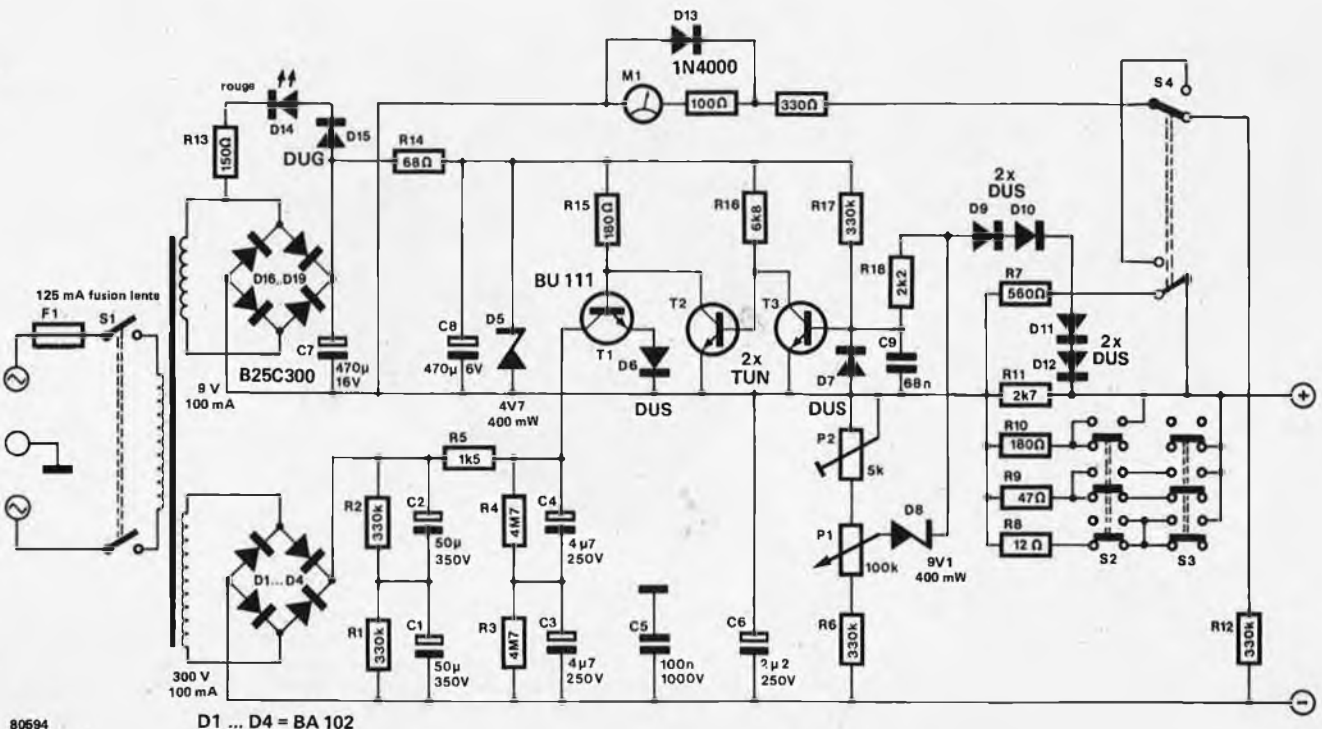 D13
1N4000
M1
100Ω
330Ω
S4
rouge
D14
D15
DUG
R13
150Ω
R14
68Ω
R15
180Ω
R16
6k8
R17
330k
R18
2k2
2x
DUS
D9
D10
R7
560Ω
D11
D12
2x
DUS
R11
2k7
R10
180Ω
R9
47Ω
R8
12Ω
S2
S3
R12
330k
125 mA fusion lente
F1
S1
D16...D19
B25C300
C7
470µ
16V
C8
470µ
6V
D5
4V7
400 mW
BU 111
T1
D6
DUS
T2
2x
TUN
T3
D7
DUS
C9
68n
9 V
100 mA
R5
1k5
R2
330k
C2
50µ
350V
R4
4M7
C4
4µ7
250V
P2
5k
P1
100k
D8
9V1
400 mW
D1...D4
R1
330k
C1
50µ
350V
R3
4M7
C3
4µ7
250V
C5
100n
1000V
C6
2µ2
250V
R6
330k
300 V
100 mA
+
−
80594
D1 ... D4 = BA 102